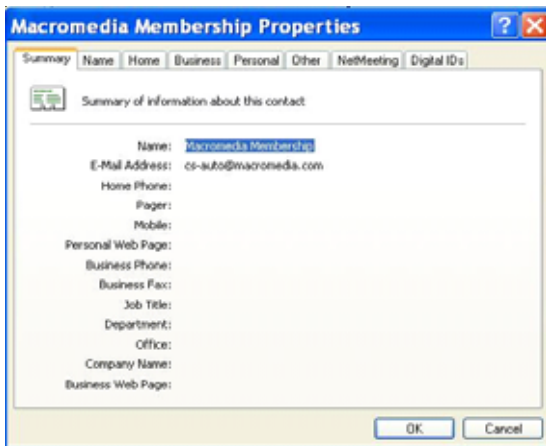 Macromedia Membership Properties
Summary Name Home Business Personal Other NetMeeting Digital IDs
Summary of information about this contact
Name: Macromedia Membership
E-Mail Address: cs-auto@macromedia.com
Home Phone:
Pager:
Mobile:
Personal Web Page:
Business Phone:
Business Fax:
Job Title:
Department:
Office:
Company Name:
Business Web Page:
OK Cancel